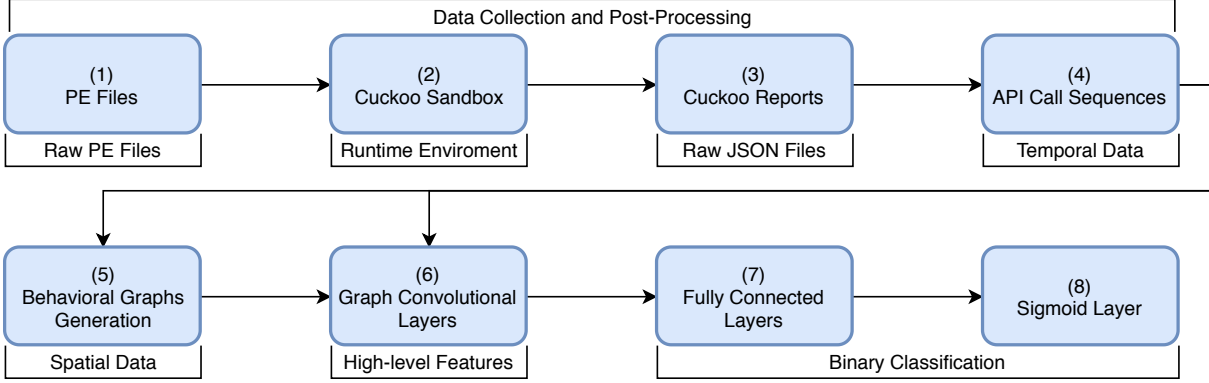 Data Collection and Post-Processing
(1)
PE Files
(2)
Cuckoo Sandbox
(3)
Cuckoo Reports
(4)
API Call Sequences
Raw PE Files
Runtime Enviroment
Raw JSON Files
Temporal Data
(5)
Behavioral Graphs
Generation
(6)
Graph Convolutional
Layers
(7)
Fully Connected
Layers
(8)
Sigmoid Layer
Spatial Data
High-level Features
Binary Classification